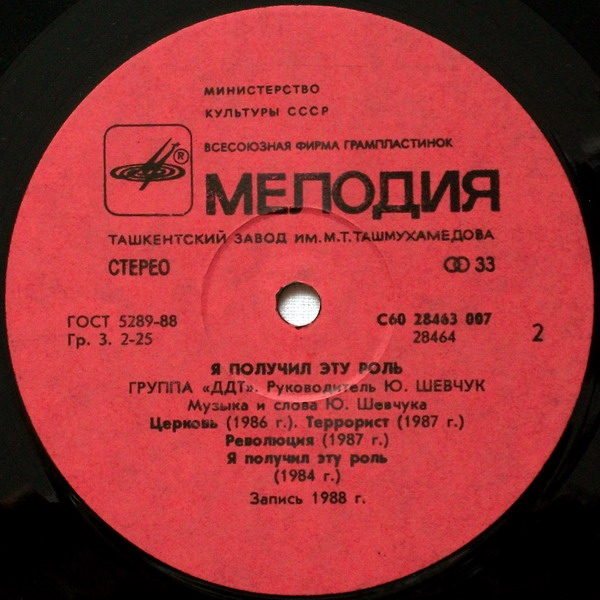 МИНИСТЕРСТВО
КУЛЬТУРЫ СССР
ВСЕСОЮЗНАЯ ФИРМА ГРАМПЛАСТИНОК
®
МЕЛОДИЯ
ТАШКЕНТСКИЙ ЗАВОД ИМ. М.Т. ТАШМУХАМЕДОВА
СТЕРЕО 33
ГОСТ 5289-88 С60 28463 007
Гр. 3. 2-25 28464 2
Я ПОЛУЧИЛ ЭТУ РОЛЬ
ГРУППА «ДДТ». Руководитель Ю. ШЕВЧУК
Музыка и слова Ю. Шевчука
Церковь (1986 г.). Террорист (1987 г.)
Революция (1987 г.)
Я получил эту роль
(1984 г.)
Запись 1988 г.